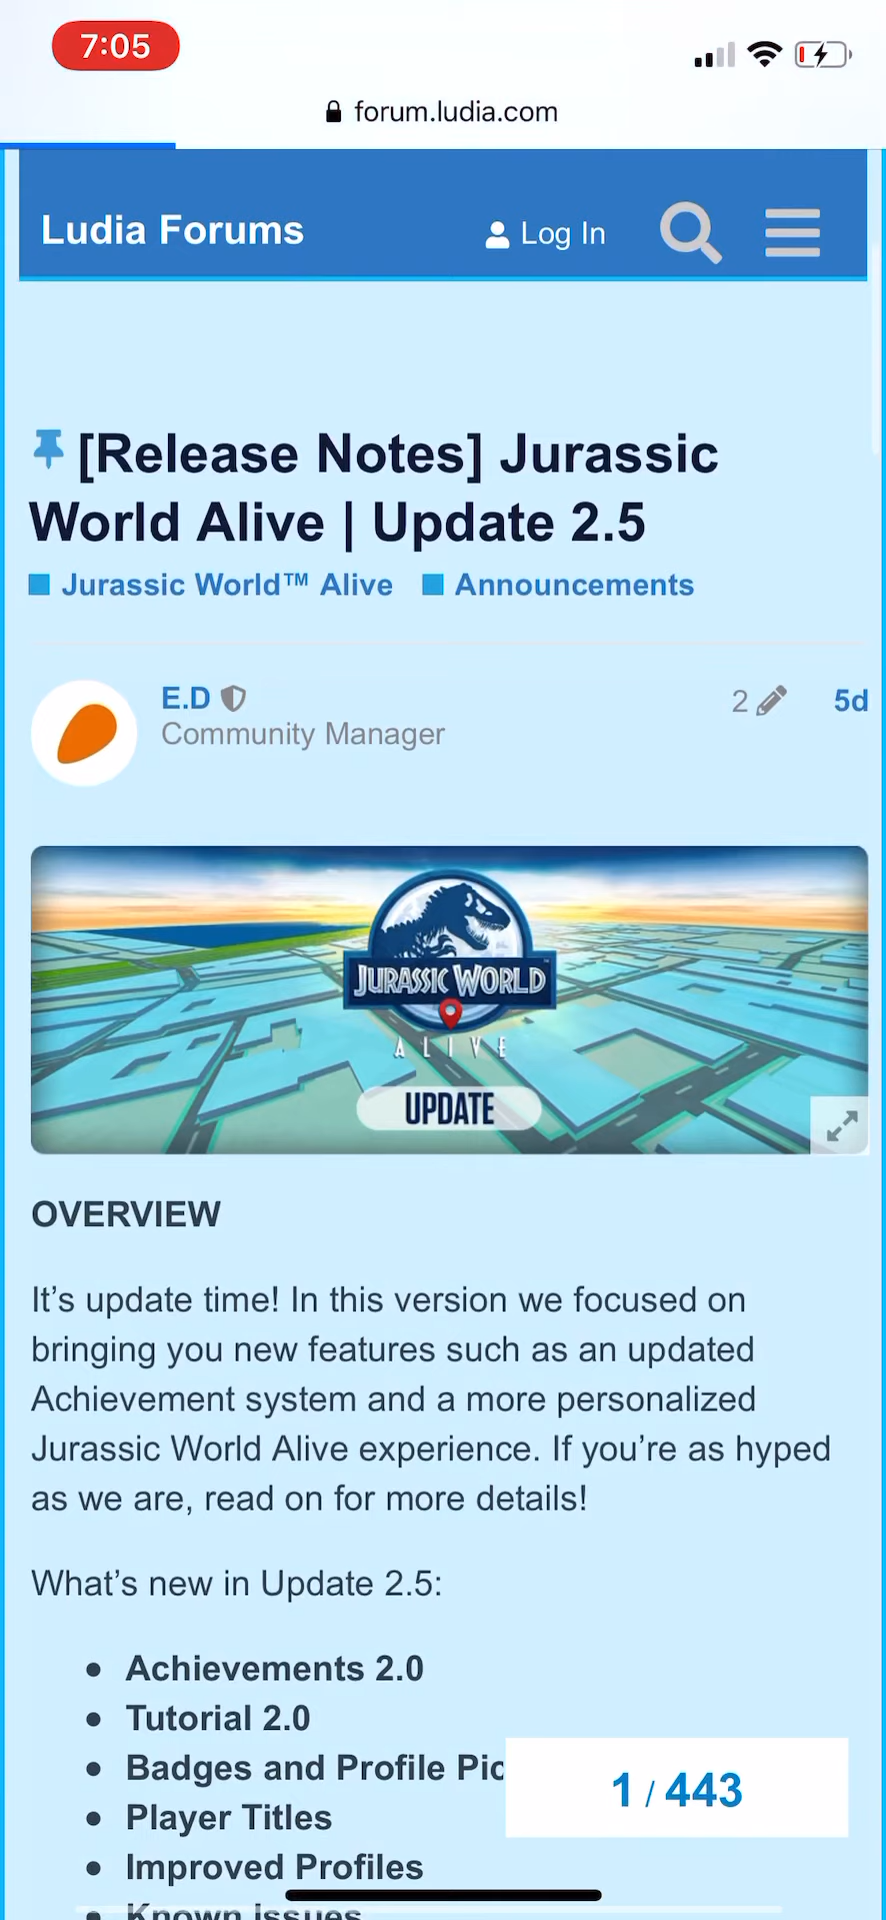 7:05
forum.ludia.com
Ludia Forums
Log In
[Release Notes] Jurassic
World Alive | Update 2.5
Jurassic World™ Alive Announcements
E.D
2
5d
Community Manager
JURASSIC WORLD
ALIVE
UPDATE
OVERVIEW
It’s update time! In this version we focused on
bringing you new features such as an updated
Achievement system and a more personalized
Jurassic World Alive experience. If you’re as hyped
as we are, read on for more details!
What’s new in Update 2.5:
• Achievements 2.0
• Tutorial 2.0
• Badges and Profile Pic
1 / 443
• Player Titles
• Improved Profiles
• Known Issues